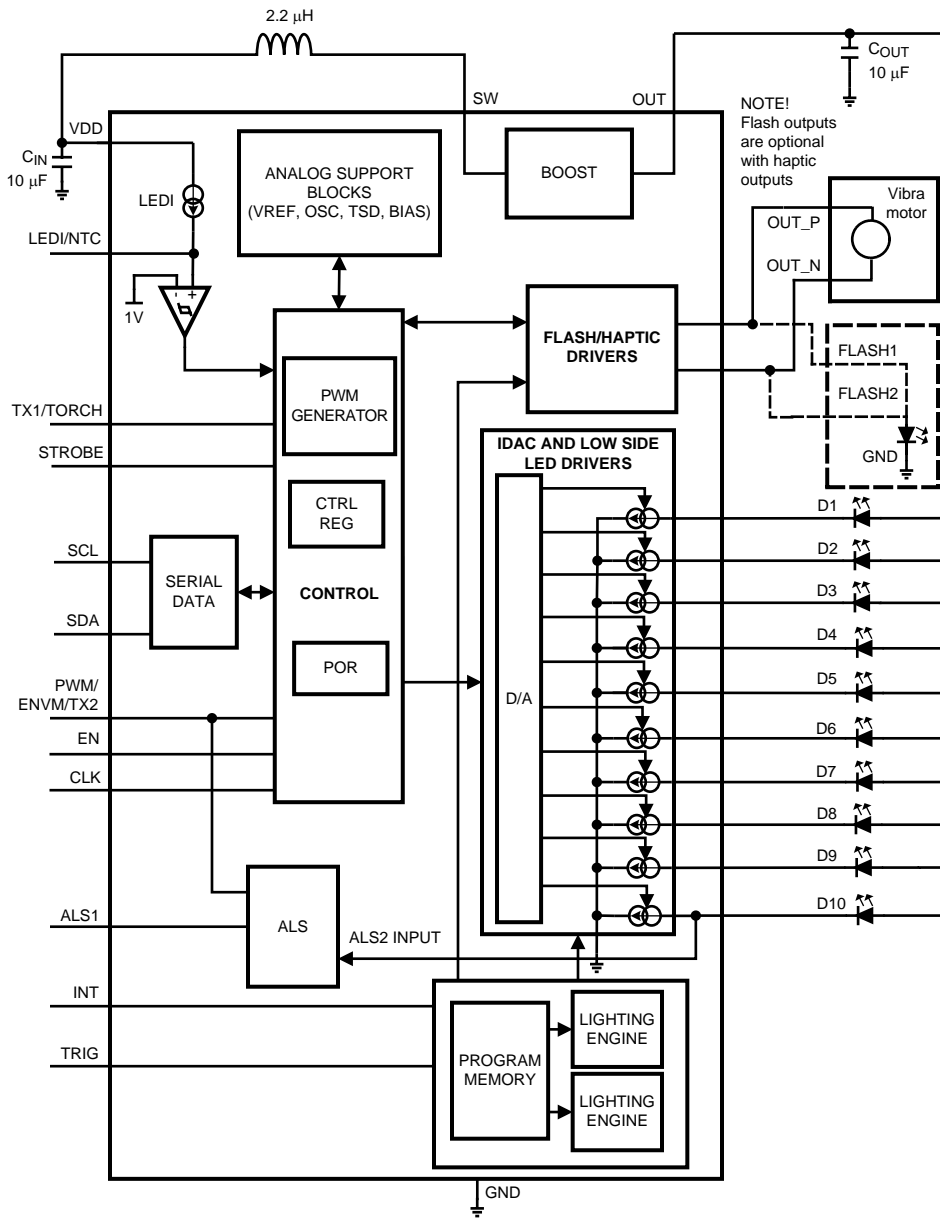 2.2 µH
COUT
10 µF
SW
OUT
NOTE!
Flash outputs
are optional
with haptic
outputs
VDD
CIN
10 µF
LEDI
ANALOG SUPPORT
BLOCKS
(VREF, OSC, TSD, BIAS)
BOOST
Vibra
motor
OUT_P
OUT_N
LEDI/NTC
- +
1V
FLASH/HAPTIC
DRIVERS
FLASH1
FLASH2
GND
PWM
GENERATOR
TX1/TORCH
STROBE
IDAC AND LOW SIDE
LED DRIVERS
CTRL
REG
CONTROL
POR
SCL
SERIAL
DATA
SDA
PWM/
ENVM/TX2
EN
CLK
D/A
D1
D2
D3
D4
D5
D6
D7
D8
D9
D10
ALS1
ALS
ALS2 INPUT
INT
TRIG
PROGRAM
MEMORY
LIGHTING
ENGINE
LIGHTING
ENGINE
GND